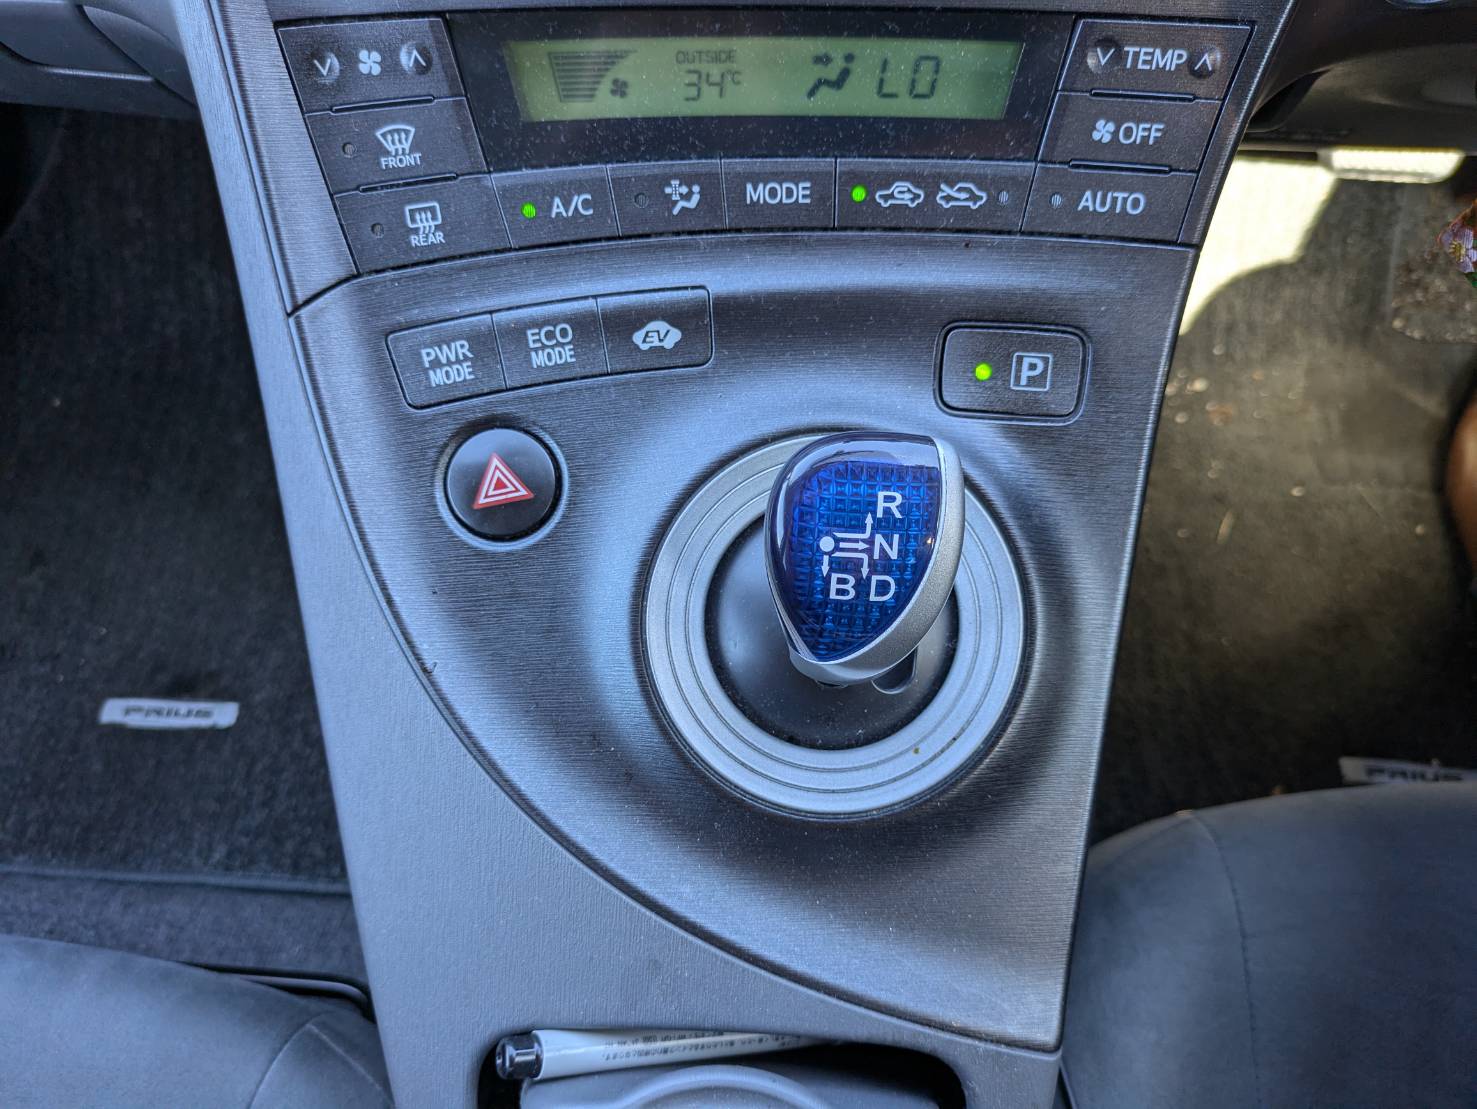 OUTSIDE
34°C
LO
TEMP
OFF
FRONT
REAR
A/C
MODE
AUTO
PWR
MODE
ECO
MODE
EV
P
R
N
B D
PRIUS
PRIUS